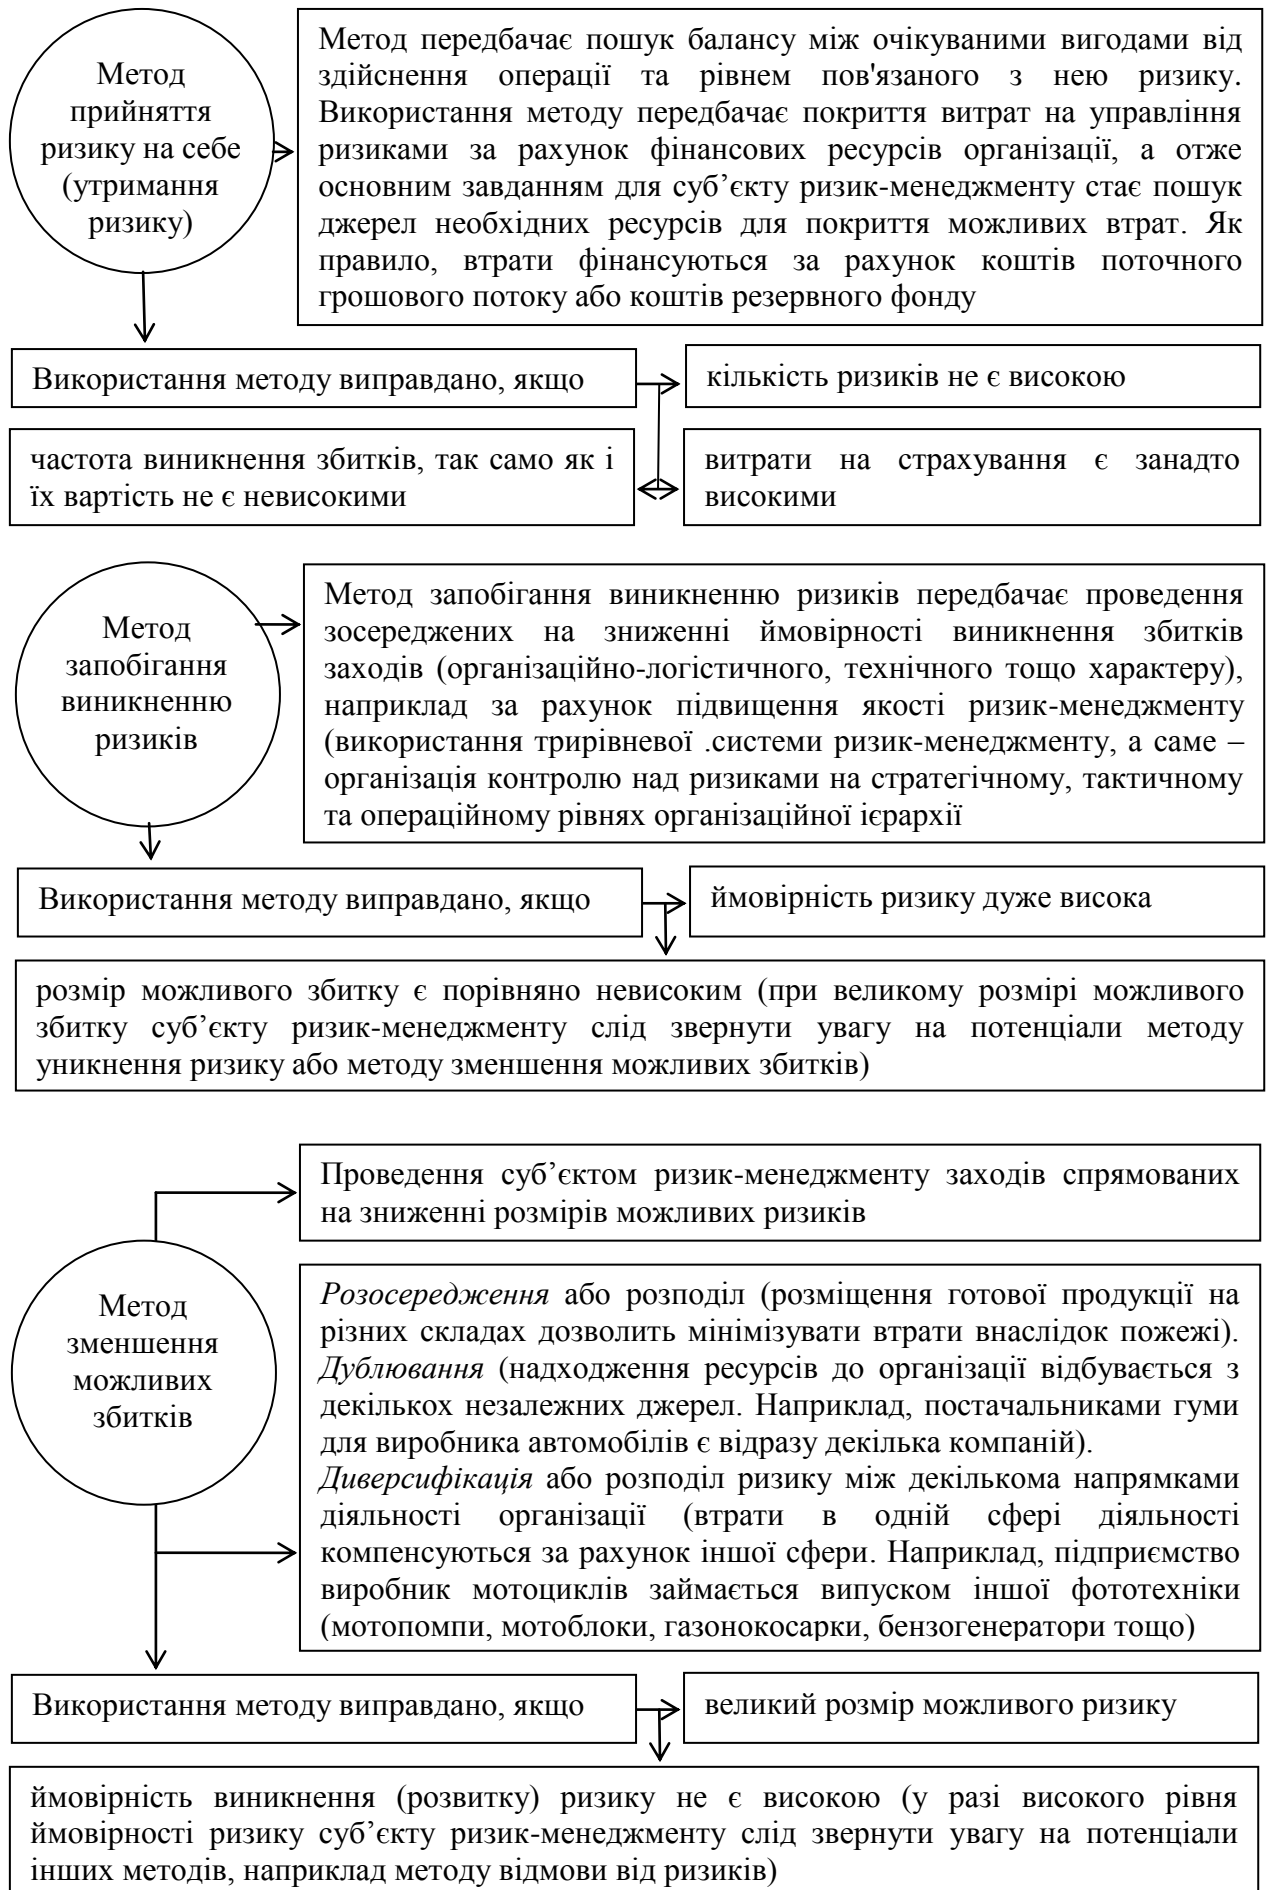 Метод
прийняття
ризику на себе
(утримання
ризику)
Метод передбачає пошук балансу між очікуваними вигодами від
здійснення операції та рівнем пов'язаного з нею ризику.
Використання методу передбачає покриття витрат на управління
ризиками за рахунок фінансових ресурсів організації, а отже
основним завданням для суб’єкту ризик-менеджменту стає пошук
джерел необхідних ресурсів для покриття можливих втрат. Як
правило, втрати фінансуються за рахунок коштів поточного
грошового потоку або коштів резервного фонду
Використання методу виправдано, якщо
кількість ризиків не є високою
частота виникнення збитків, так само як і
їх вартість не є невисокими
витрати на страхування є занадто
високими
Метод
запобігання
виникненню
ризиків
Метод запобігання виникненню ризиків передбачає проведення
зосереджених на зниженні ймовірності виникнення збитків
заходів (організаційно-логістичного, технічного тощо характеру),
наприклад за рахунок підвищення якості ризик-менеджменту
(використання трирівневої .системи ризик-менеджменту, а саме –
організація контролю над ризиками на стратегічному, тактичному
та операційному рівнях організаційної ієрархії
Використання методу виправдано, якщо
ймовірність ризику дуже висока
розмір можливого збитку є порівняно невисоким (при великому розмірі можливого
збитку суб’єкту ризик-менеджменту слід звернути увагу на потенціали методу
уникнення ризику або методу зменшення можливих збитків)
Проведення суб’єктом ризик-менеджменту заходів спрямованих
на зниженні розмірів можливих ризиків
Метод
зменшення
можливих
збитків
Розосередження або розподіл (розміщення готової продукції на
різних складах дозволить мінімізувати втрати внаслідок пожежі).
Дублювання (надходження ресурсів до організації відбувається з
декількох незалежних джерел. Наприклад, постачальниками гуми
для виробника автомобілів є відразу декілька компаній).
Диверсифікація або розподіл ризику між декількома напрямками
діяльності організації (втрати в одній сфері діяльності
компенсуються за рахунок іншої сфери. Наприклад, підприємство
виробник мотоциклів займається випуском іншої фототехніки
(мотопомпи, мотоблоки, газонокосарки, бензогенератори тощо)
Використання методу виправдано, якщо
великий розмір можливого ризику
ймовірність виникнення (розвитку) ризику не є високою (у разі високого рівня
ймовірності ризику суб’єкту ризик-менеджменту слід звернути увагу на потенціали
інших методів, наприклад методу відмови від ризиків)